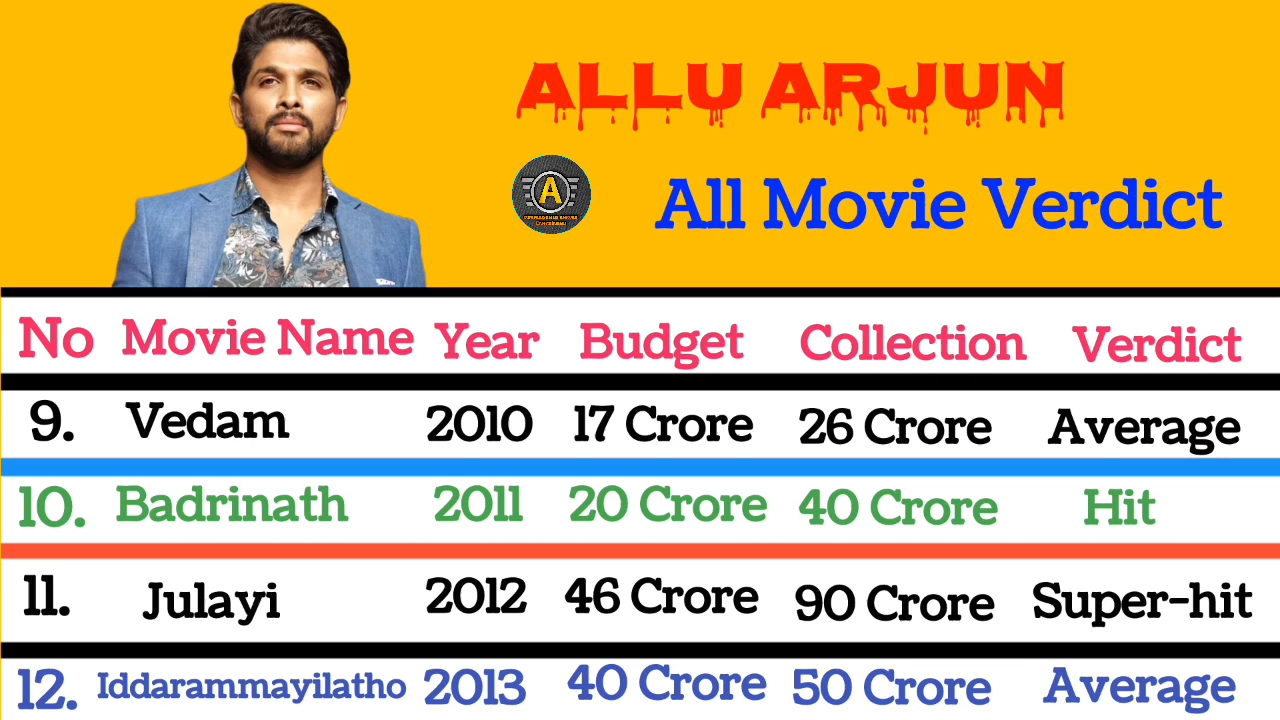 ALLU ARJUN
A
All Movie Verdict
No Movie Name Year Budget Collection Verdict
9. Vedam 2010 17 Crore 26 Crore Average
10. Badrinath 2011 20 Crore 40 Crore Hit
11. Julayi 2012 46 Crore 90 Crore Super-hit
12. Iddarammayilatho 2013 40 Crore 50 Crore Average